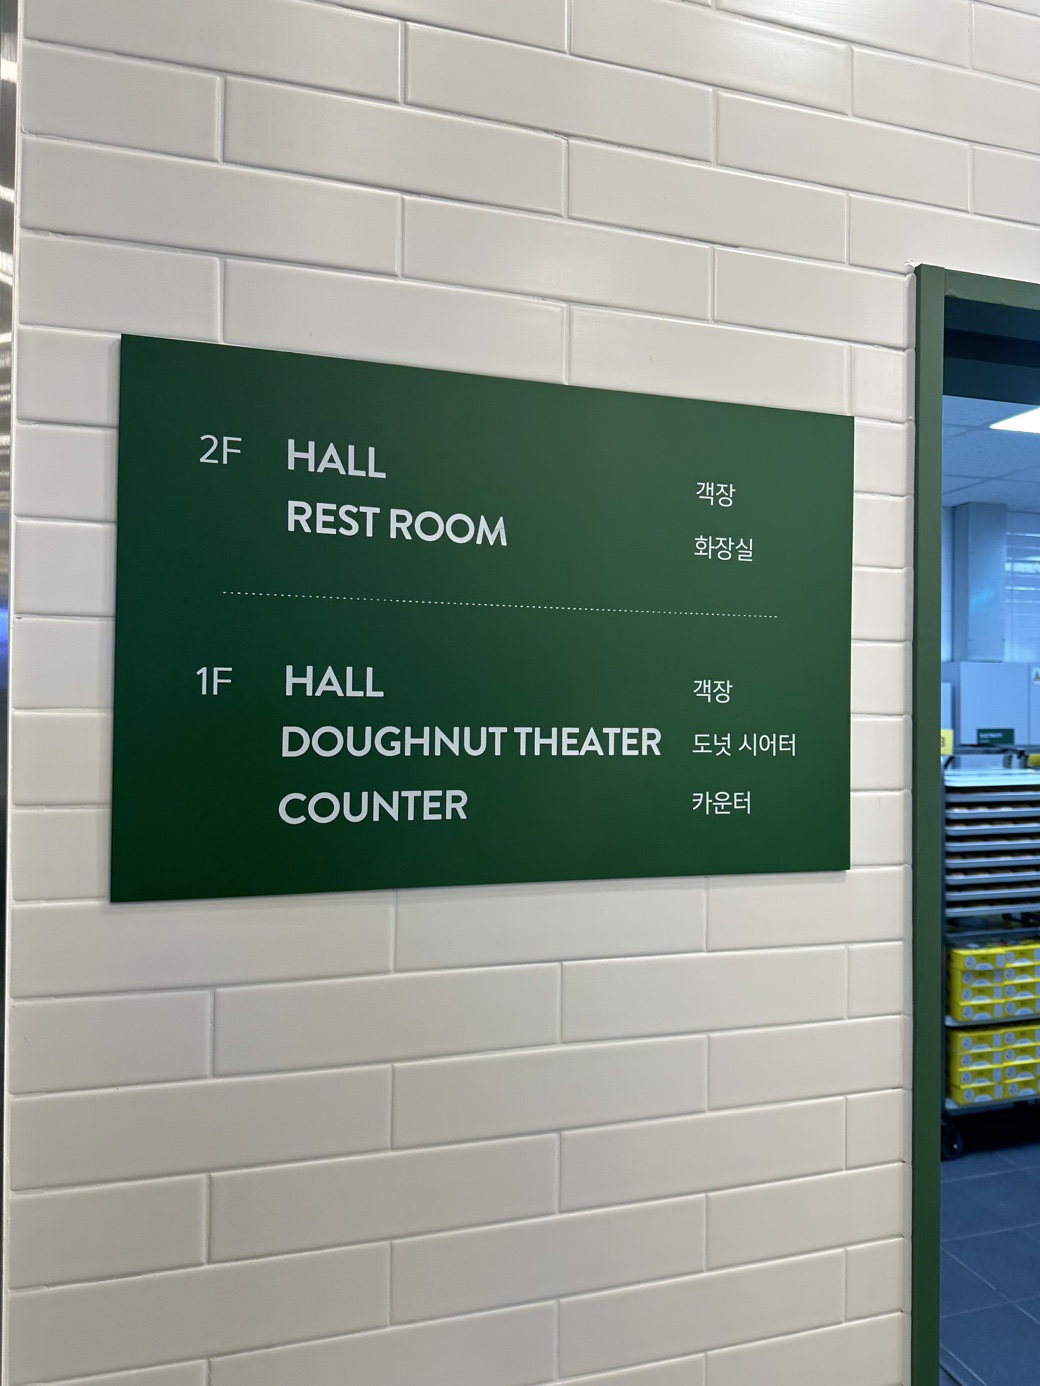 2F HALL 객장
REST ROOM 화장실
1F HALL 객장
DOUGHNUT THEATER 도넛 시어터
COUNTER 카운터